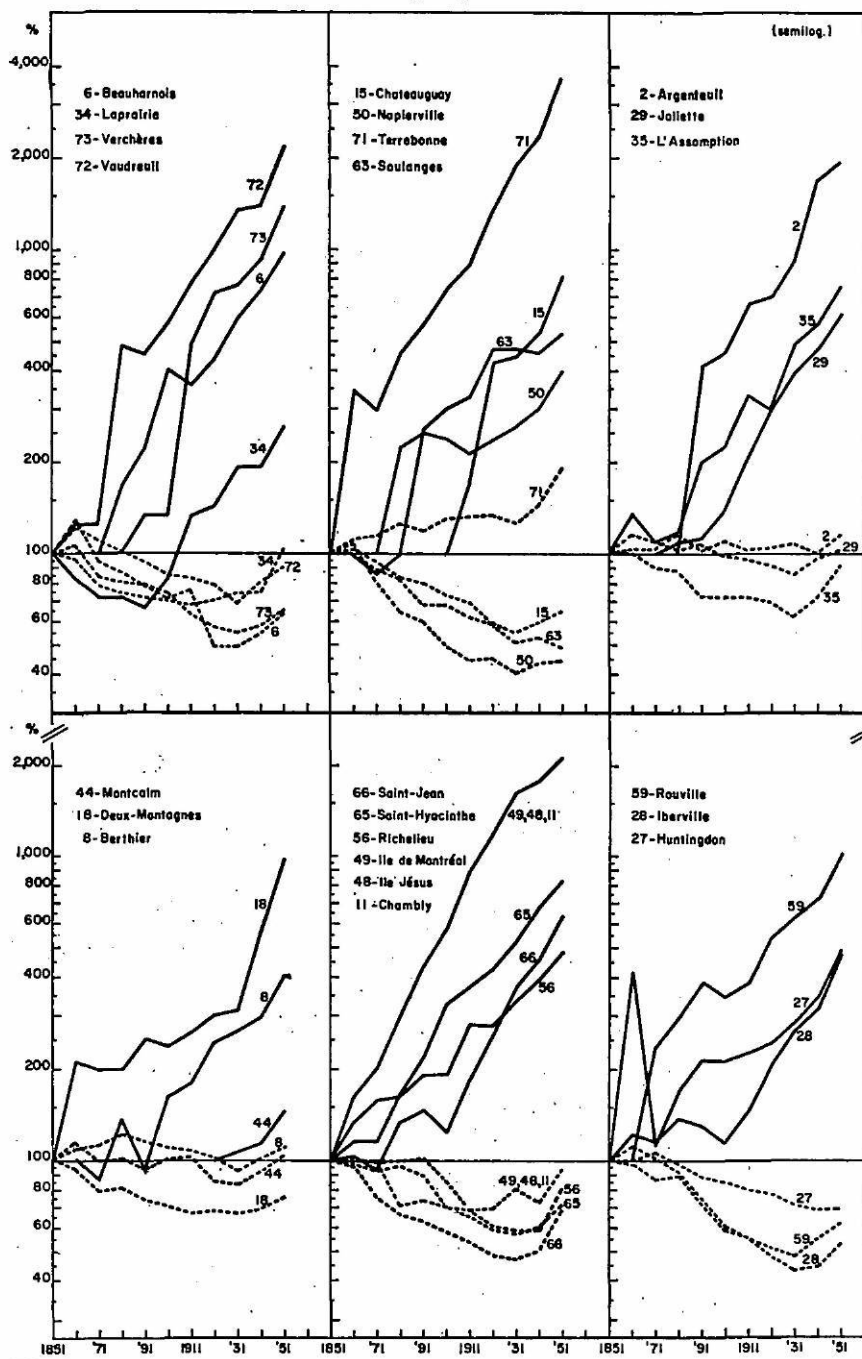 %
(semilog.)
4,000
2,000
1,000
800
600
400
200
100
80
60
40
6-Beauharnois
34-Laprairie
73-Verchères
72-Vaudreuil
72
73
6
34
34
72
73
6
15-Chateauguay
50-Napierville
71-Terrebonne
63-Soulanges
71
15
63
50
71
15
63
50
2-Argenteuil
29-Joliette
35-L'Assomption
2
35
29
2
29
35
%
2,000
1,000
800
600
400
200
100
80
60
40
44-Montcalm
18-Deux-Montagnes
8-Berthier
18
8
44
8
44
18
66-Saint-Jean
65-Saint-Hyacinthe
56-Richelieu
49-Ile de Montréal
48-Ile Jésus
11-Chambly
49,48,11
65
66
56
49,48,11
56
65
66
59-Rouville
28-Iberville
27-Huntingdon
59
27
28
27
59
28
1851 '71 '91 1911 '31 '51
1851 '71 '91 1911 '31 '51
1851 '71 '91 1911 '31 '51